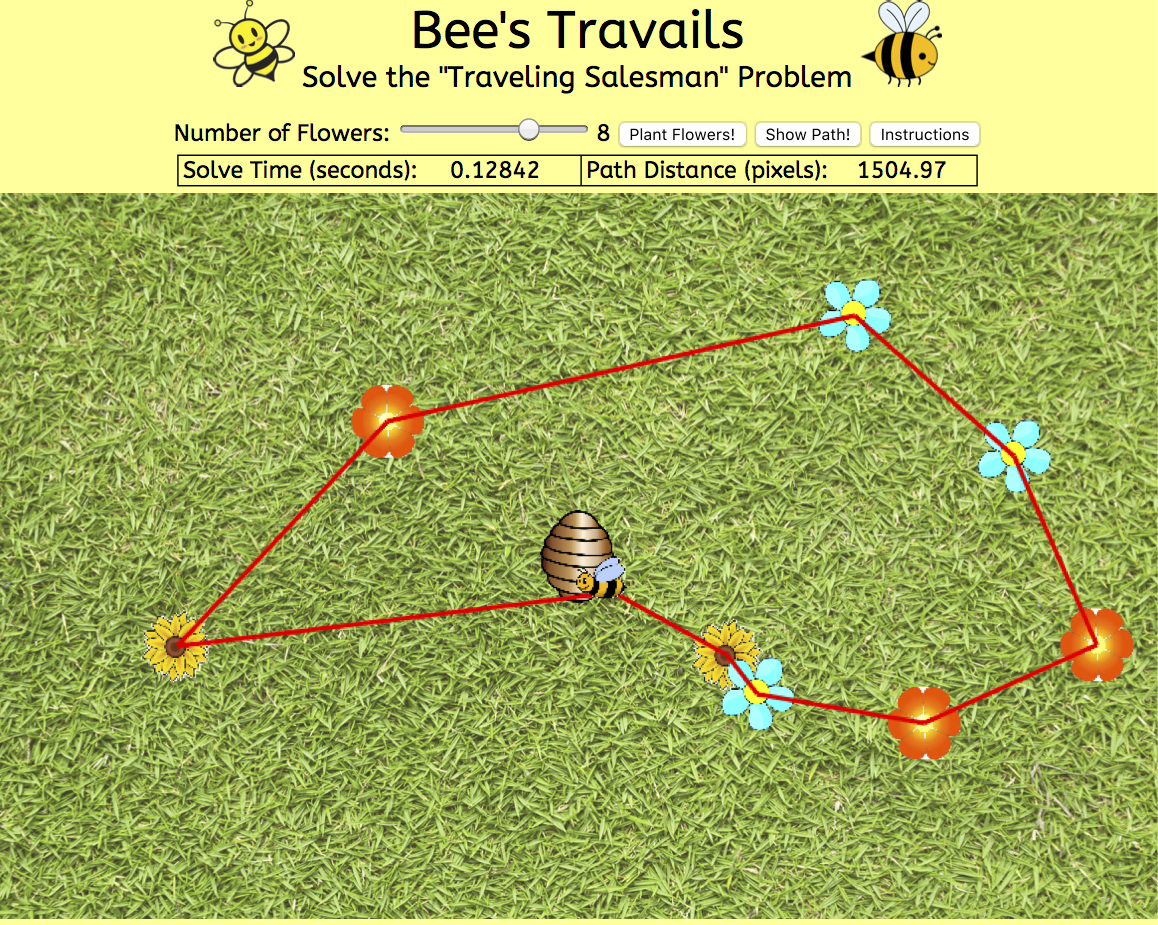 Bee's Travails
Solve the "Traveling Salesman" Problem
Number of Flowers: 8 Plant Flowers! Show Path! Instructions
Solve Time (seconds): 0.12842 Path Distance (pixels): 1504.97